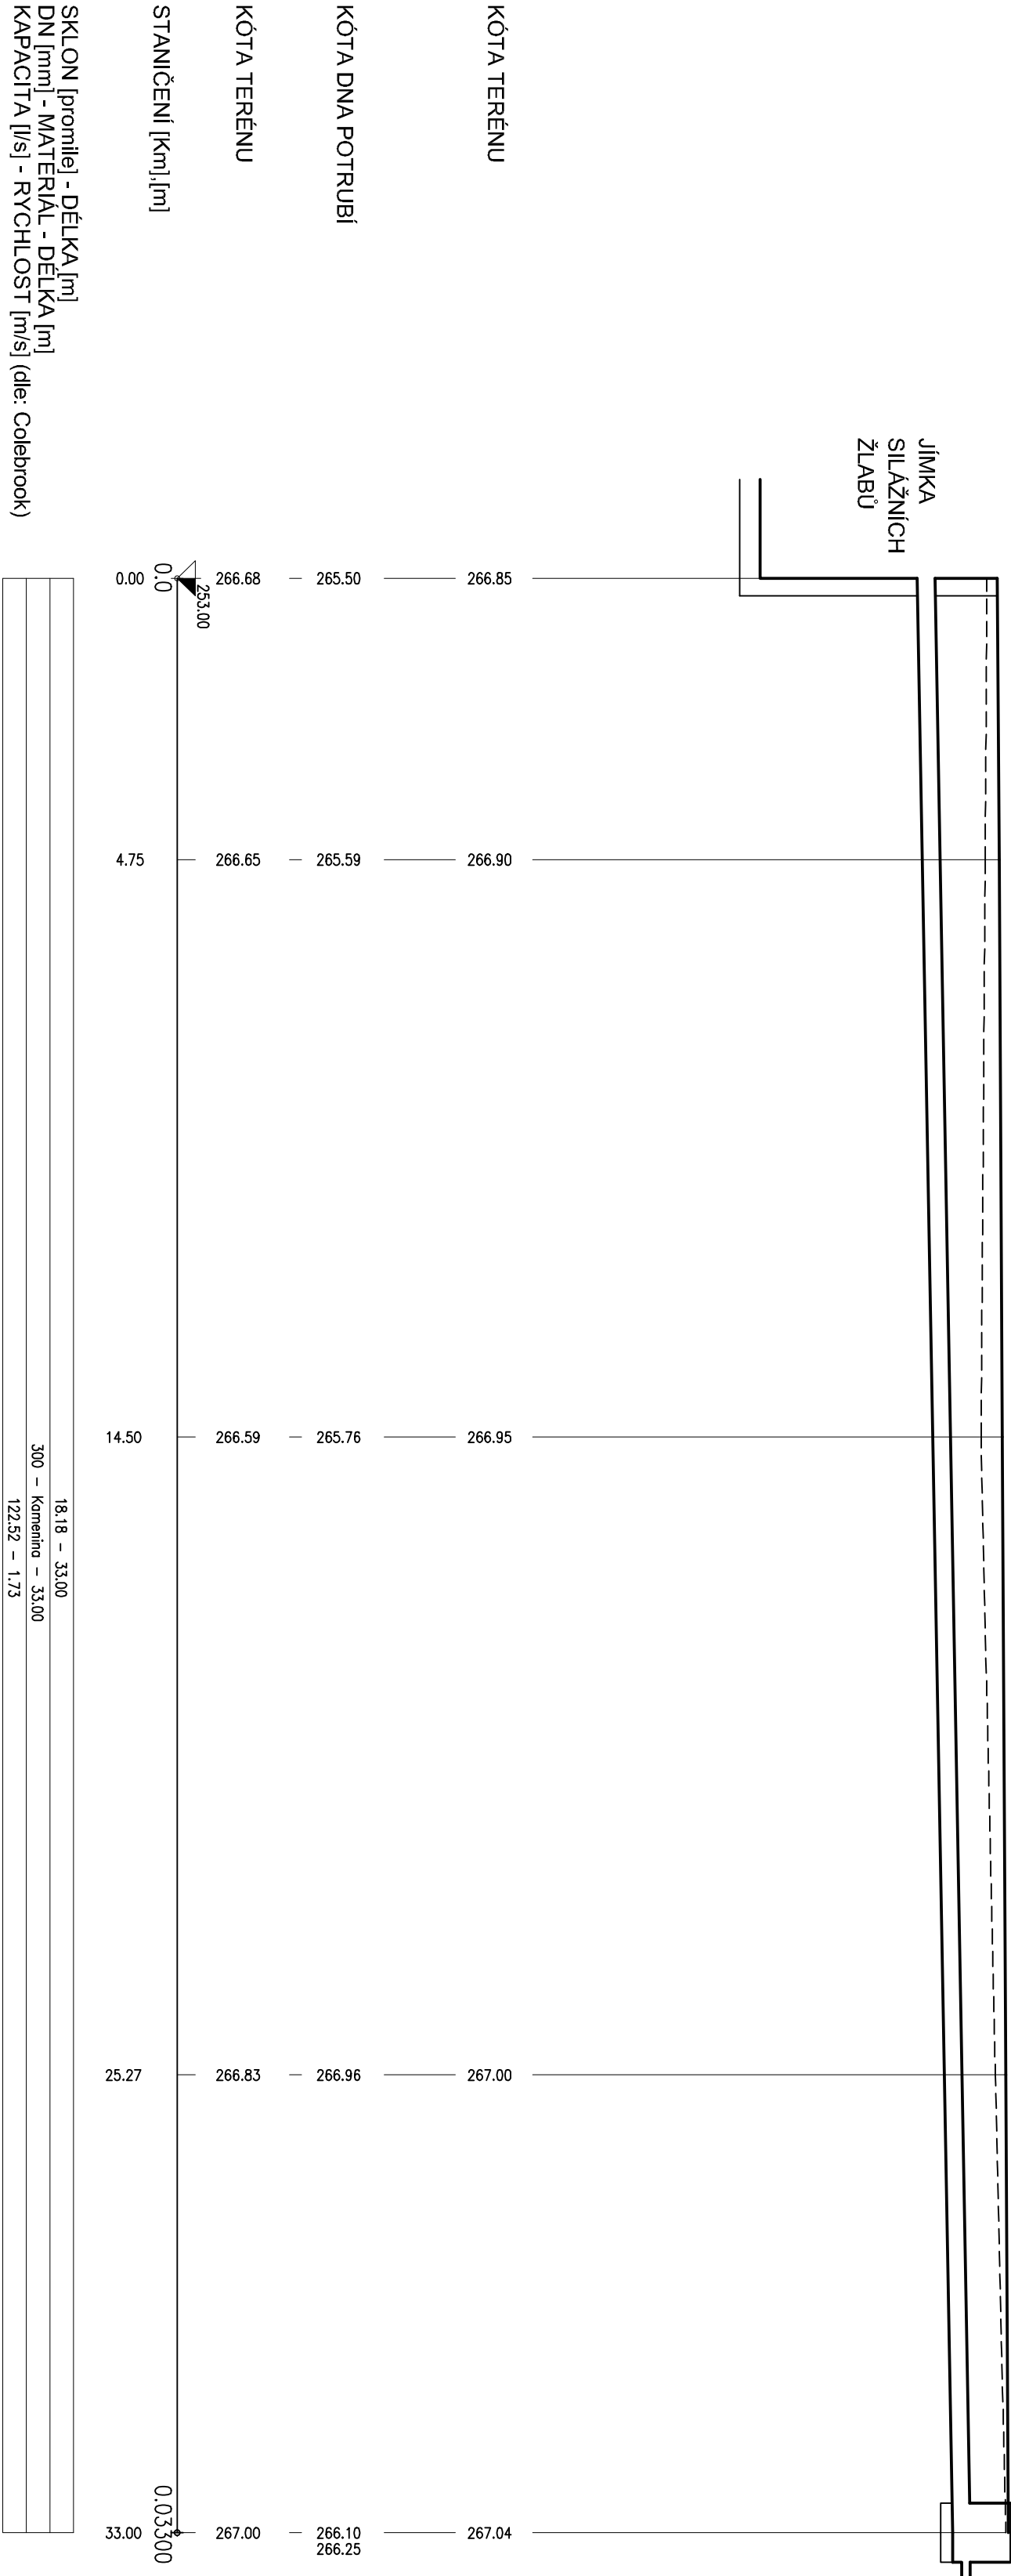 JÍMKA
SILÁŽNÍCH
ŽLABŮ
KÓTA TERÉNU
266.85
266.90
266.95
267.00
267.04
KÓTA DNA POTRUBÍ
265.50
265.59
265.76
266.96
266.10
266.25
KÓTA TERÉNU
266.68
266.65
266.59
266.83
267.00
253.00
STANIČENÍ [Km],[m]
0.0
0.03300
0.00
4.75
14.50
25.27
33.00
SKLON [promile] - DÉLKA [m]
18.18 - 33.00
DN [mm] - MATERIÁL - DÉLKA [m]
300 - Kamenina - 33.00
KAPACITA [l/s] - RYCHLOST [m/s] (dle: Colebrook)
122.52 - 1.73